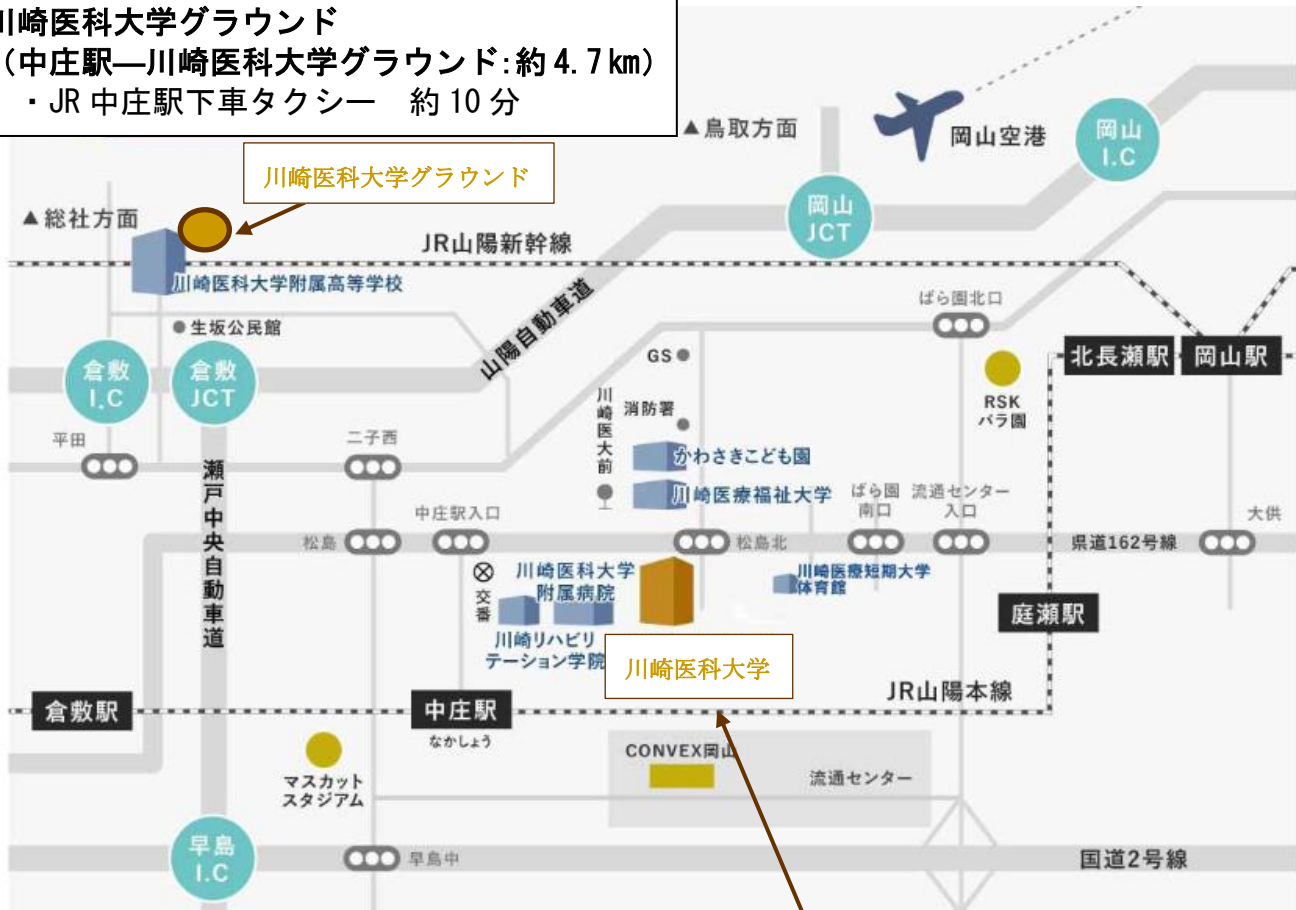 川崎医科大学グラウンド
（中庄駅―川崎医科大学グラウンド：約4.7km）
・JR中庄駅下車タクシー　約10分
▲鳥取方面
岡山空港
岡山
I.C
川崎医科大学グラウンド
▲総社方面
岡山
JCT
JR山陽新幹線
川崎医科大学附属高等学校
ばら園北口
生坂公民館
山陽自動車道
GS
北長瀬駅
岡山駅
倉敷
I.C
倉敷
JCT
RSK
バラ園
川崎医大前
消防署
平田
二子西
かわさきこども園
瀬戸中央自動車道
川崎医療福祉大学
ばら園
南口
流通センター
入口
中庄駅入口
大供
松島
松島北
県道162号線
交番
川崎医科大学
附属病院
川崎医療短期大学
体育館
庭瀬駅
川崎リハビリ
テーション学院
川崎医科大学
JR山陽本線
倉敷駅
中庄駅
なかしょう
CONVEX岡山
流通センター
マスカット
スタジアム
早島
I.C
早島中
国道2号線